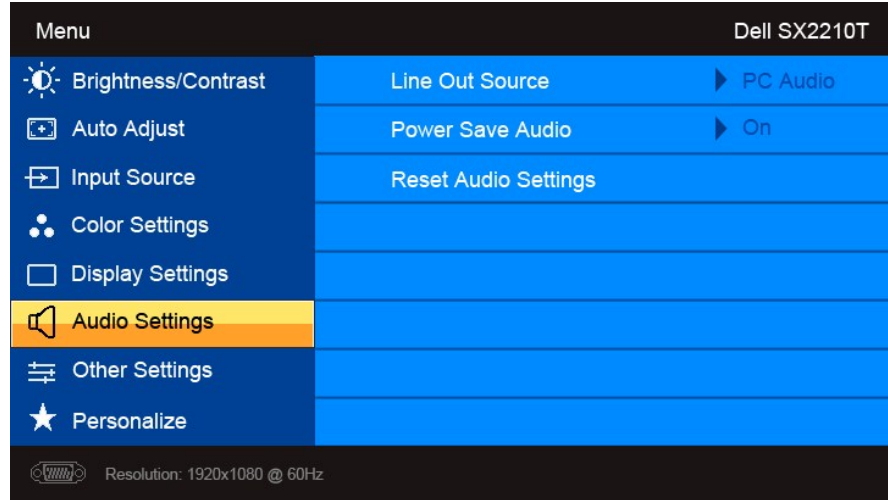 Menu Dell SX2210T
Brightness/Contrast Line Out Source PC Audio
Auto Adjust Power Save Audio On
Input Source Reset Audio Settings
Color Settings
Display Settings
Audio Settings
Other Settings
Personalize
Resolution: 1920x1080 @ 60Hz